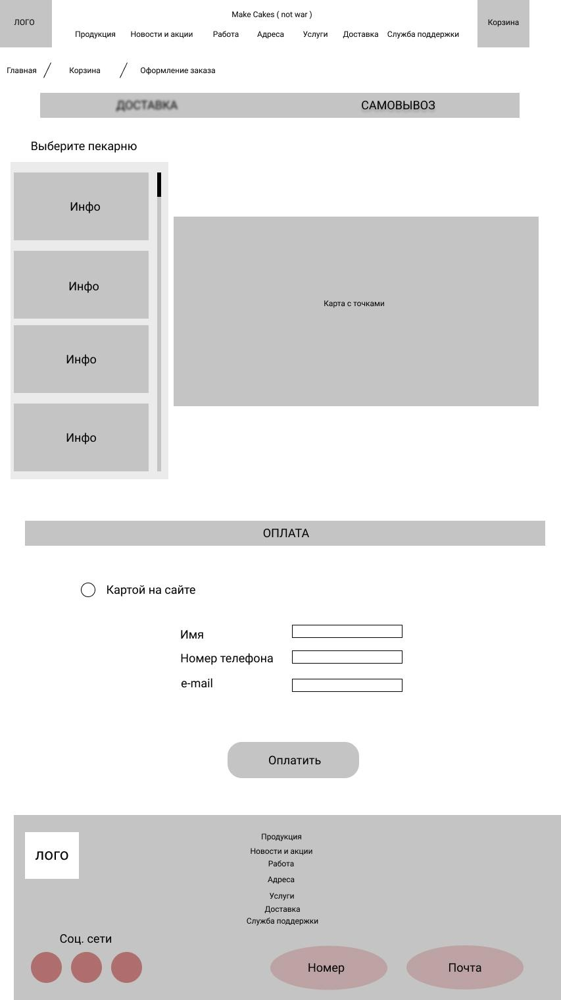 ЛОГО
Make Cakes ( not war )
Корзина
Продукция Новости и акции Работа Адреса Услуги Доставка Служба поддержки
Главная / Корзина / Оформление заказа
ДОСТАВКА САМОВЫВОЗ
Выберите пекарню
Инфо
Инфо
Инфо
Инфо
Карта с точками
ОПЛАТА
Картой на сайте
Имя
Номер телефона
e-mail
Оплатить
ЛОГО
Продукция
Новости и акции
Работа
Адреса
Услуги
Доставка
Служба поддержки
Соц. сети
Номер
Почта